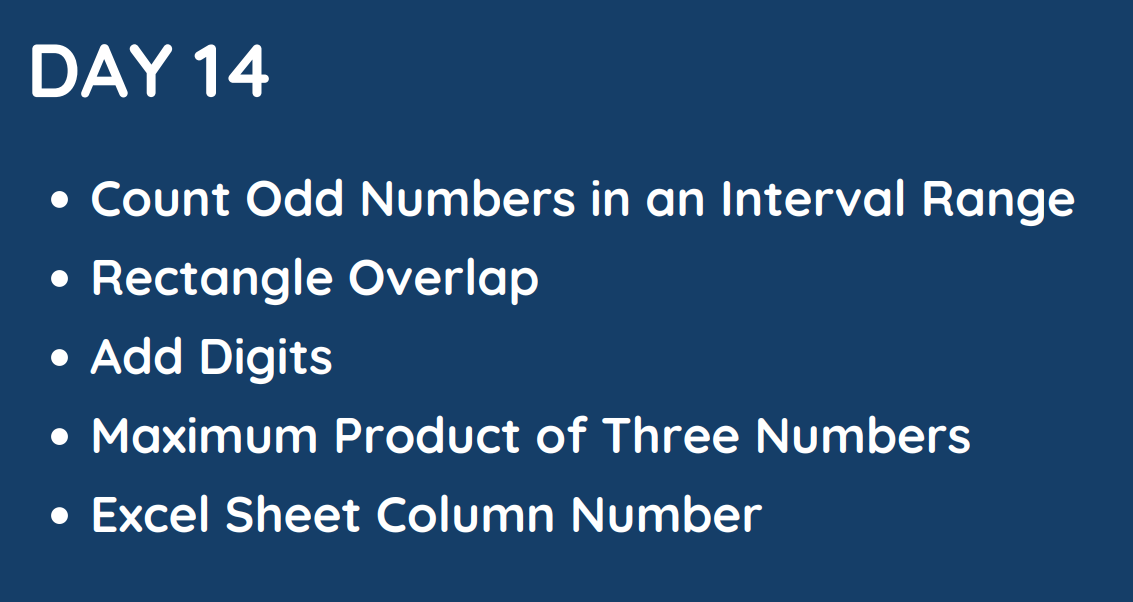 DAY 14
• Count Odd Numbers in an Interval Range
• Rectangle Overlap
• Add Digits
• Maximum Product of Three Numbers
• Excel Sheet Column Number